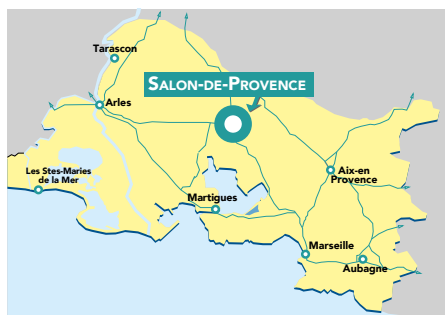 Tarascon
SALON-DE-PROVENCE
Arles
Les Stes-Maries
de la Mer
Aix-en
Provence
Martigues
Marseille
Aubagne